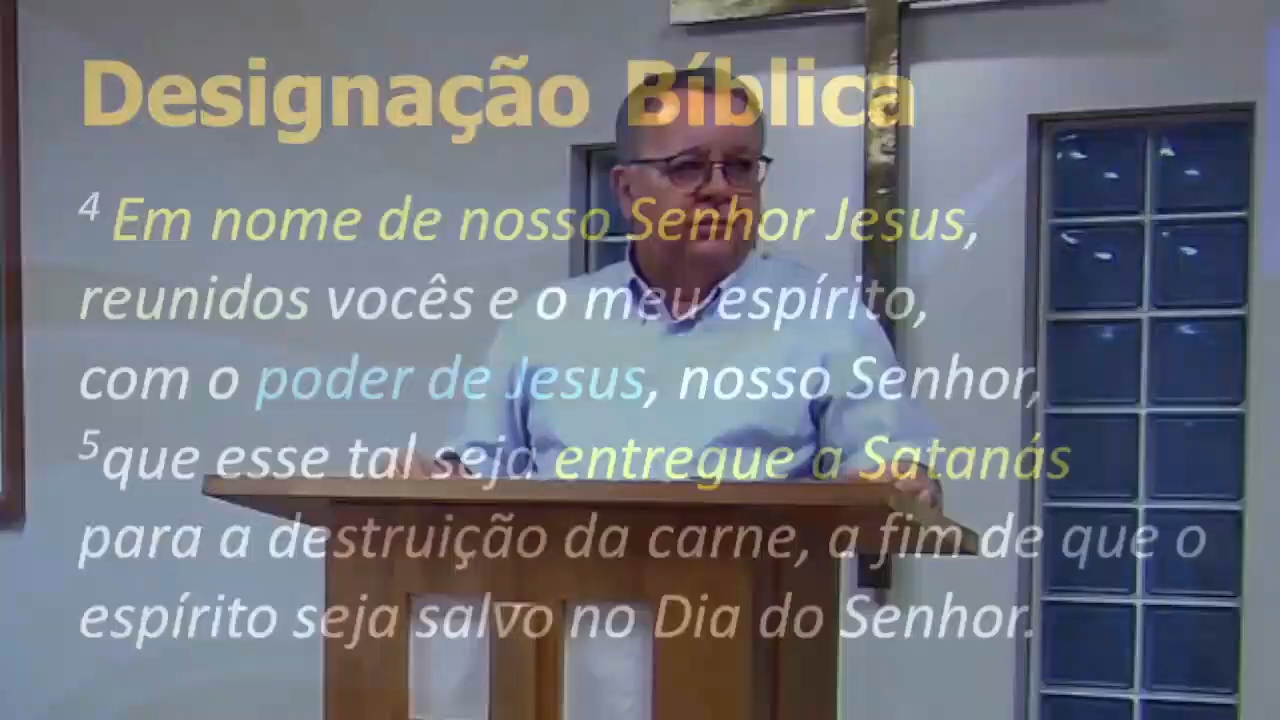 Designação Bíblica
4 Em nome de nosso Senhor Jesus,
reunidos vocês e o meu espírito,
com o poder de Jesus, nosso Senhor,
5que esse tal seja entregue a Satanás
para a destruição da carne, a fim de que o
espírito seja salvo no Dia do Senhor.